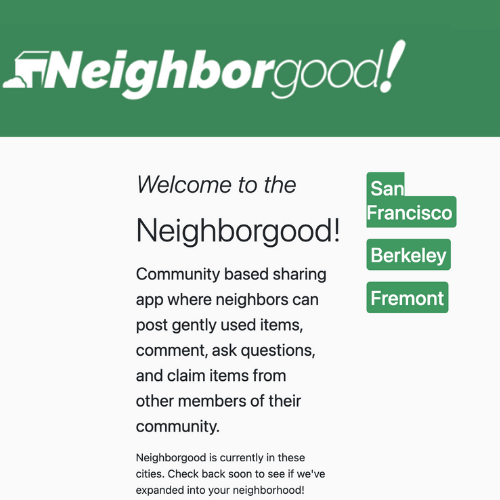 Neighborgood!
Welcome to the
Neighborgood!
Community based sharing
app where neighbors can
post gently used items,
comment, ask questions,
and claim items from
other members of their
community.
Neighborgood is currently in these
cities. Check back soon to see if we've
expanded into your neighborhood!
San
Francisco
Berkeley
Fremont